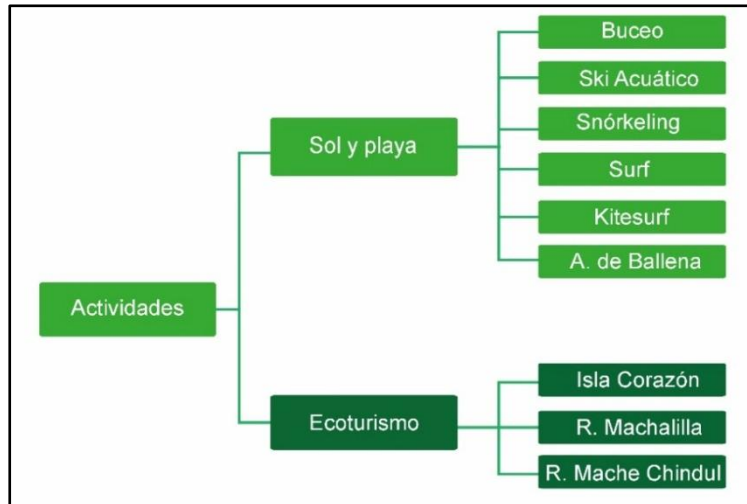 Actividades
Sol y playa
Buceo
Ski Acuático
Snórkeling
Surf
Kitesurf
A. de Ballena
Ecoturismo
Isla Corazón
R. Machalilla
R. Mache Chindul